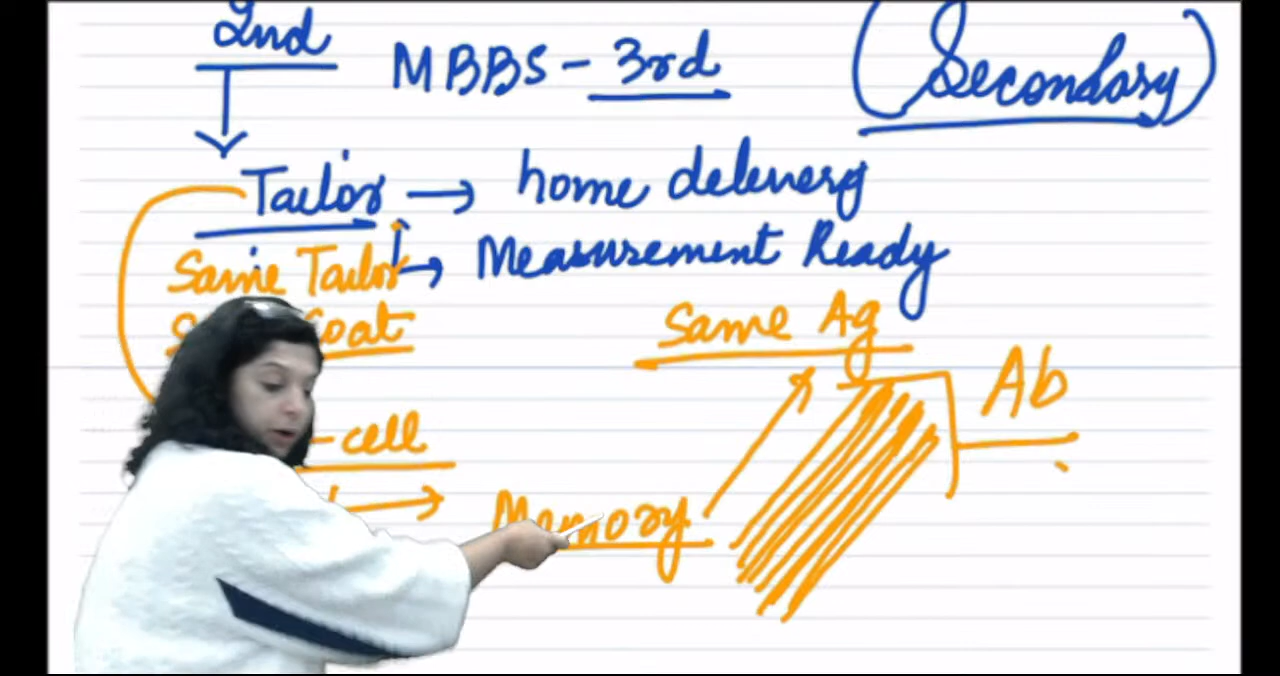 2nd
MBBS - 3rd
(Secondary)
Tailor → home delivery
Same Tailor → Measurement Ready
Coat
Same Ag
Ab
-cell
→ Memory